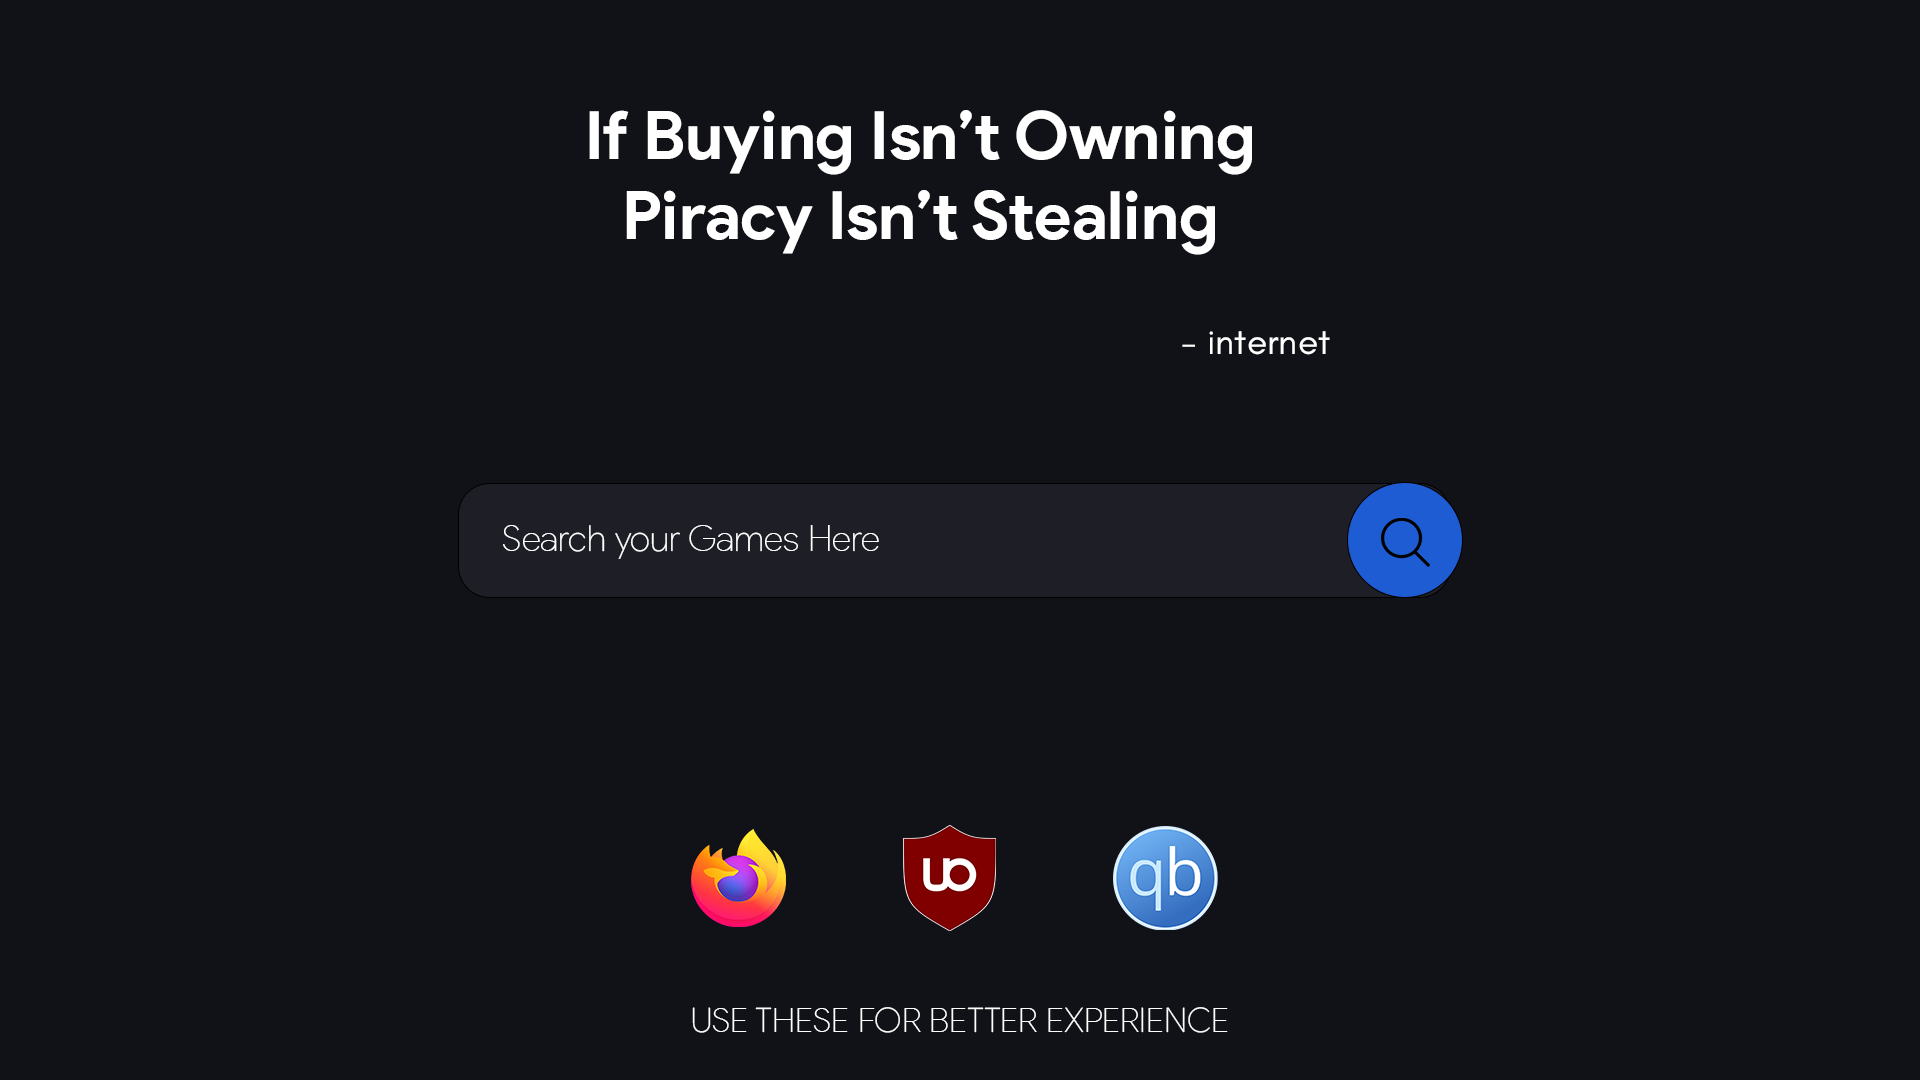 If Buying Isn’t Owning
Piracy Isn’t Stealing
- internet
Search your Games Here
uo
qb
USE THESE FOR BETTER EXPERIENCE